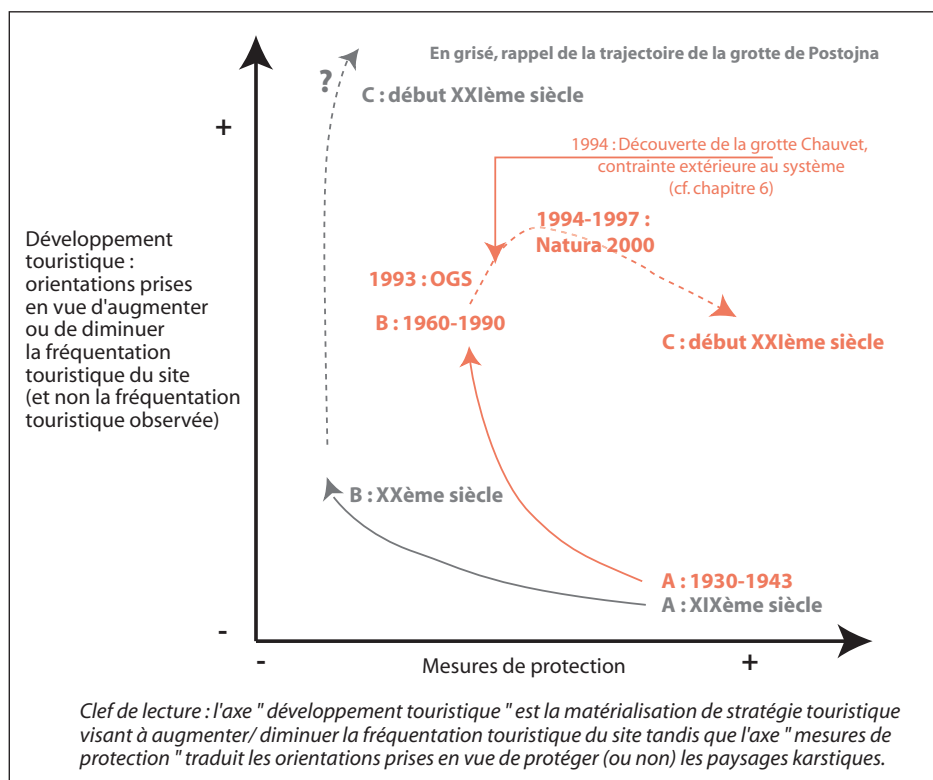 En grisé, rappel de la trajectoire de la grotte de Postojna
?
C : début XXIème siècle
+
1994 : Découverte de la grotte Chauvet,
contrainte extérieure au système
(cf. chapitre 6)
1994-1997 :
Natura 2000
Développement
touristique :
orientations prises
en vue d'augmenter
ou de diminuer
la fréquentation
touristique du site
(et non la fréquentation
touristique observée)
1993 : OGS
B : 1960-1990
C : début XXIème siècle
B : XXème siècle
A : 1930-1943
A : XIXème siècle
-
-
Mesures de protection
+
Clef de lecture : l'axe " développement touristique " est la matérialisation de stratégie touristique
visant à augmenter/ diminuer la fréquentation touristique du site tandis que l'axe " mesures de
protection " traduit les orientations prises en vue de protéger (ou non) les paysages karstiques.